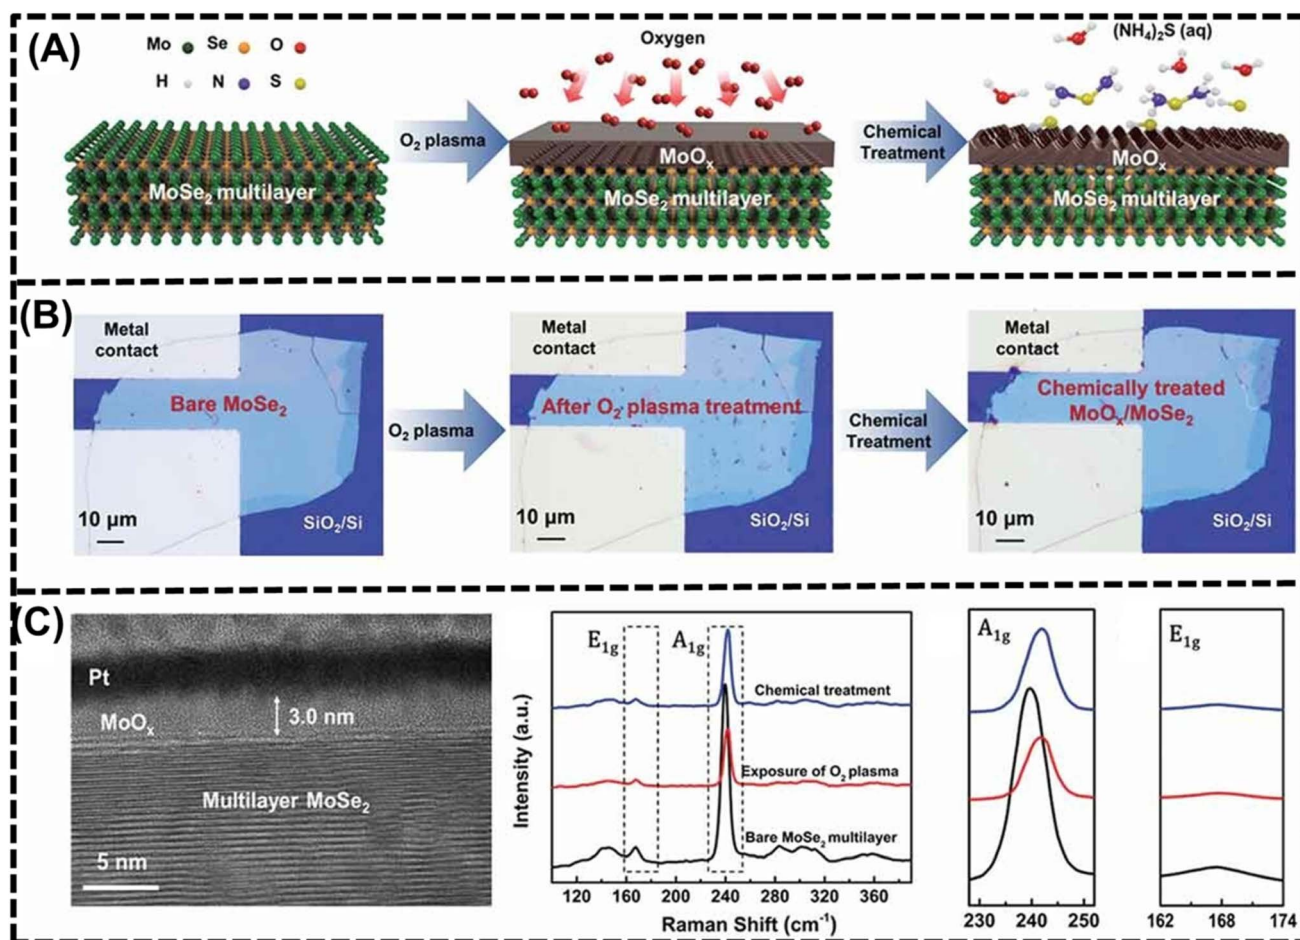 (A)
Mo Se O
H N S
Oxygen
(NH₄)₂S (aq)
O₂ plasma
Chemical
Treatment
MoOₓ
MoOₓ
MoSe₂ multilayer
MoSe₂ multilayer
MoSe₂ multilayer
(B)
Metal
contact
Bare MoSe₂
10 µm
SiO₂/Si
O₂ plasma
Metal
contact
After O₂ plasma treatment
10 µm
SiO₂/Si
Chemical
Treatment
Metal
contact
Chemically treated
MoOₓ/MoSe₂
10 µm
SiO₂/Si
(C)
Pt
MoOₓ
3.0 nm
Multilayer MoSe₂
5 nm
Intensity (a.u.)
E₁g
A₁g
Chemical treatment
Exposure of O₂ plasma
Bare MoSe₂ multilayer
120 160 200 240 280 320 360
Raman Shift (cm⁻¹)
A₁g
230 240 250
E₁g
162 168 174